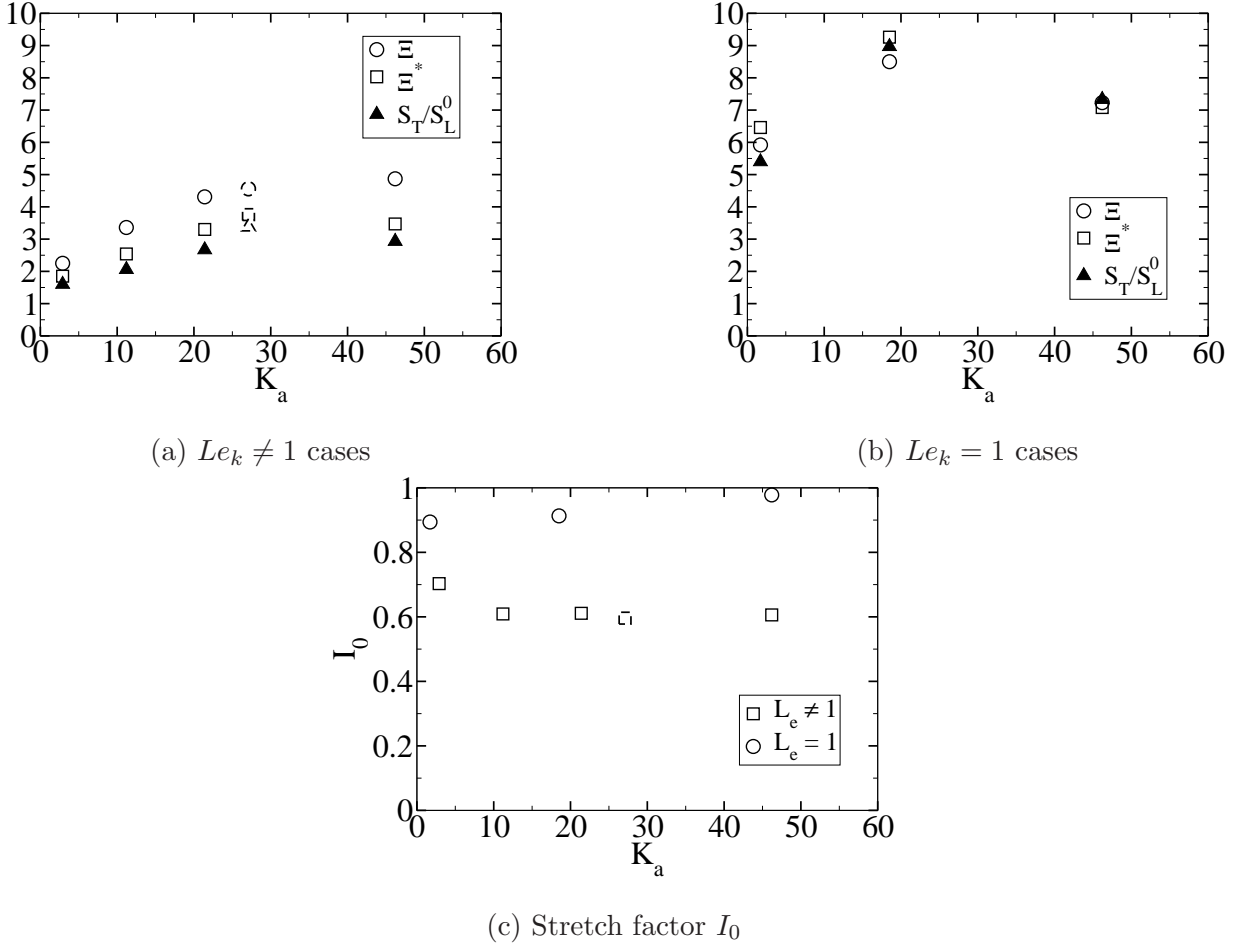 10
9
8
7
6
5
4
3
2
1
0
0 10 20 30 40 50 60
K_a
Ξ
Ξ*
S_T/S_L^0
(a) Le_k ≠ 1 cases
10
9
8
7
6
5
4
3
2
1
0
0 10 20 30 40 50 60
K_a
Ξ
Ξ*
S_T/S_L^0
(b) Le_k = 1 cases
1
0.8
0.6
0.4
0.2
0
I_0
0 10 20 30 40 50 60
K_a
L_e ≠ 1
L_e = 1
(c) Stretch factor I_0